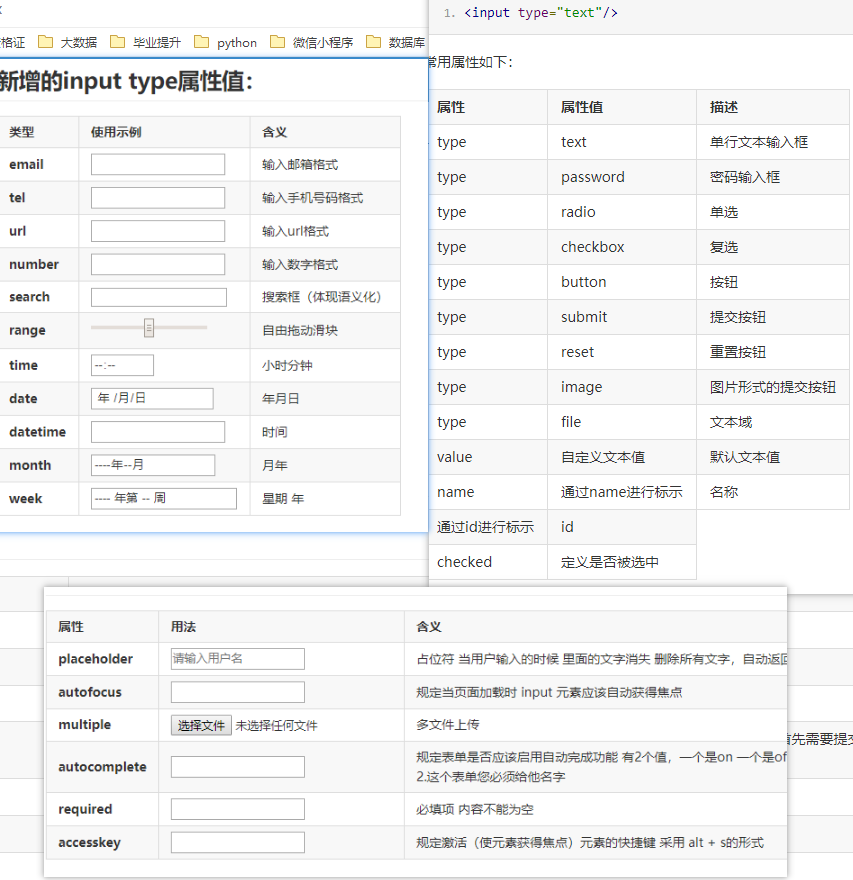 格证 大数据 毕业提升 python 微信小程序 数据库
新增的input type属性值：
类型 使用示例 含义
email 输入邮箱格式
tel 输入手机号码格式
url 输入url格式
number 输入数字格式
search 搜索框（体现语义化）
range 自由拖动滑块
time --:-- 小时分钟
date 年 /月/日 年月日
datetime 时间
month ----年--月 月年
week ---- 年第 -- 周 星期 年
1. <input type="text"/>
常用属性如下：
属性 属性值 描述
type text 单行文本输入框
type password 密码输入框
type radio 单选
type checkbox 复选
type button 按钮
type submit 提交按钮
type reset 重置按钮
type image 图片形式的提交按钮
type file 文本域
value 自定义文本值 默认文本值
name 通过name进行标示 名称
通过id进行标示 id
checked 定义是否被选中
属性 用法 含义
placeholder 请输入用户名 占位符 当用户输入的时候 里面的文字消失 删除所有文字，自动返回
autofocus 规定当页面加载时 input 元素应该自动获得焦点
multiple 选择文件 未选择任何文件 多文件上传
autocomplete 规定表单是否应该启用自动完成功能 有2个值，一个是on 一个是of
2.这个表单您必须给他名字
required 必填项 内容不能为空
accesskey 规定激活（使元素获得焦点）元素的快捷键 采用 alt + s的形式
首先需要提交